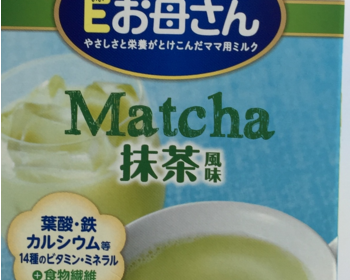 Eお母さん
やさしさと栄養がとけこんだママ用ミルク
Matcha
抹茶風味
葉酸・鉄
カルシウム等
14種のビタミン・ミネラル
+食物繊維